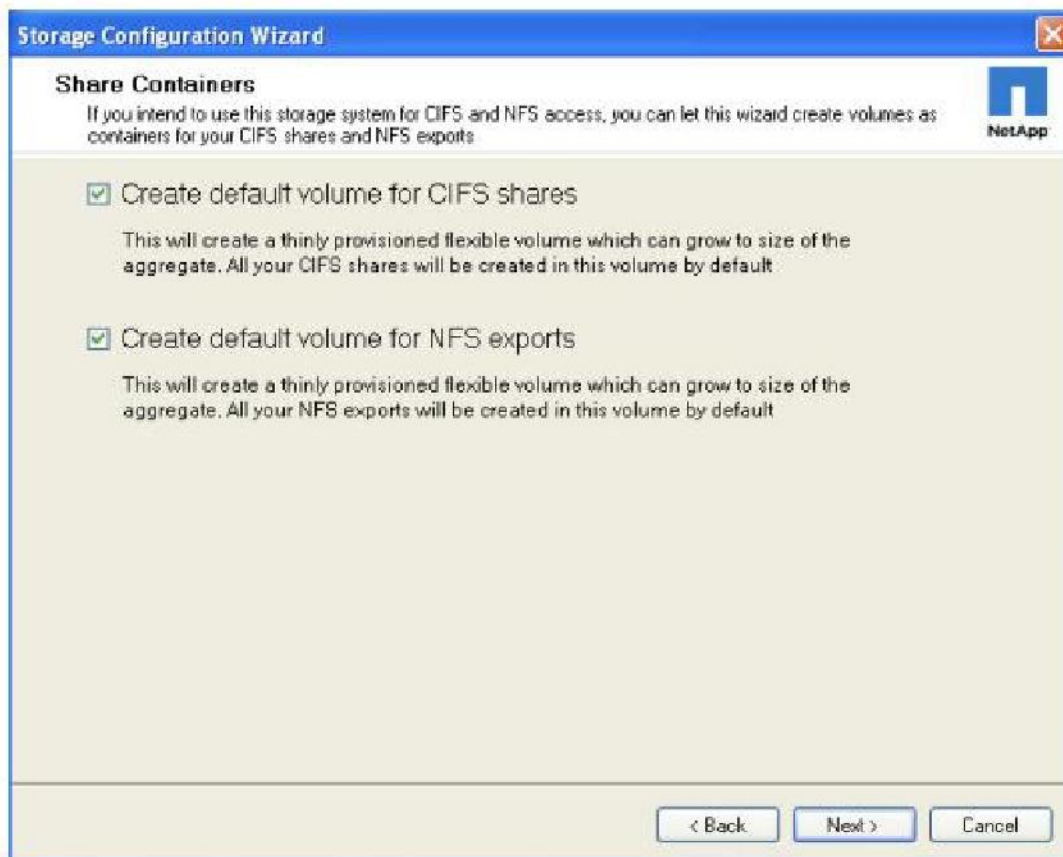 Storage Configuration Wizard
Share Containers
If you intend to use this storage system for CIFS and NFS access, you can let this wizard create volumes as
containers for your CIFS shares and NFS exports
NetApp
Create default volume for CIFS shares
This will create a thinly provisioned flexible volume which can grow to size of the
aggregate. All your CIFS shares will be created in this volume by default
Create default volume for NFS exports
This will create a thinly provisioned flexible volume which can grow to size of the
aggregate. All your NFS exports will be created in this volume by default
< Back
Next >
Cancel